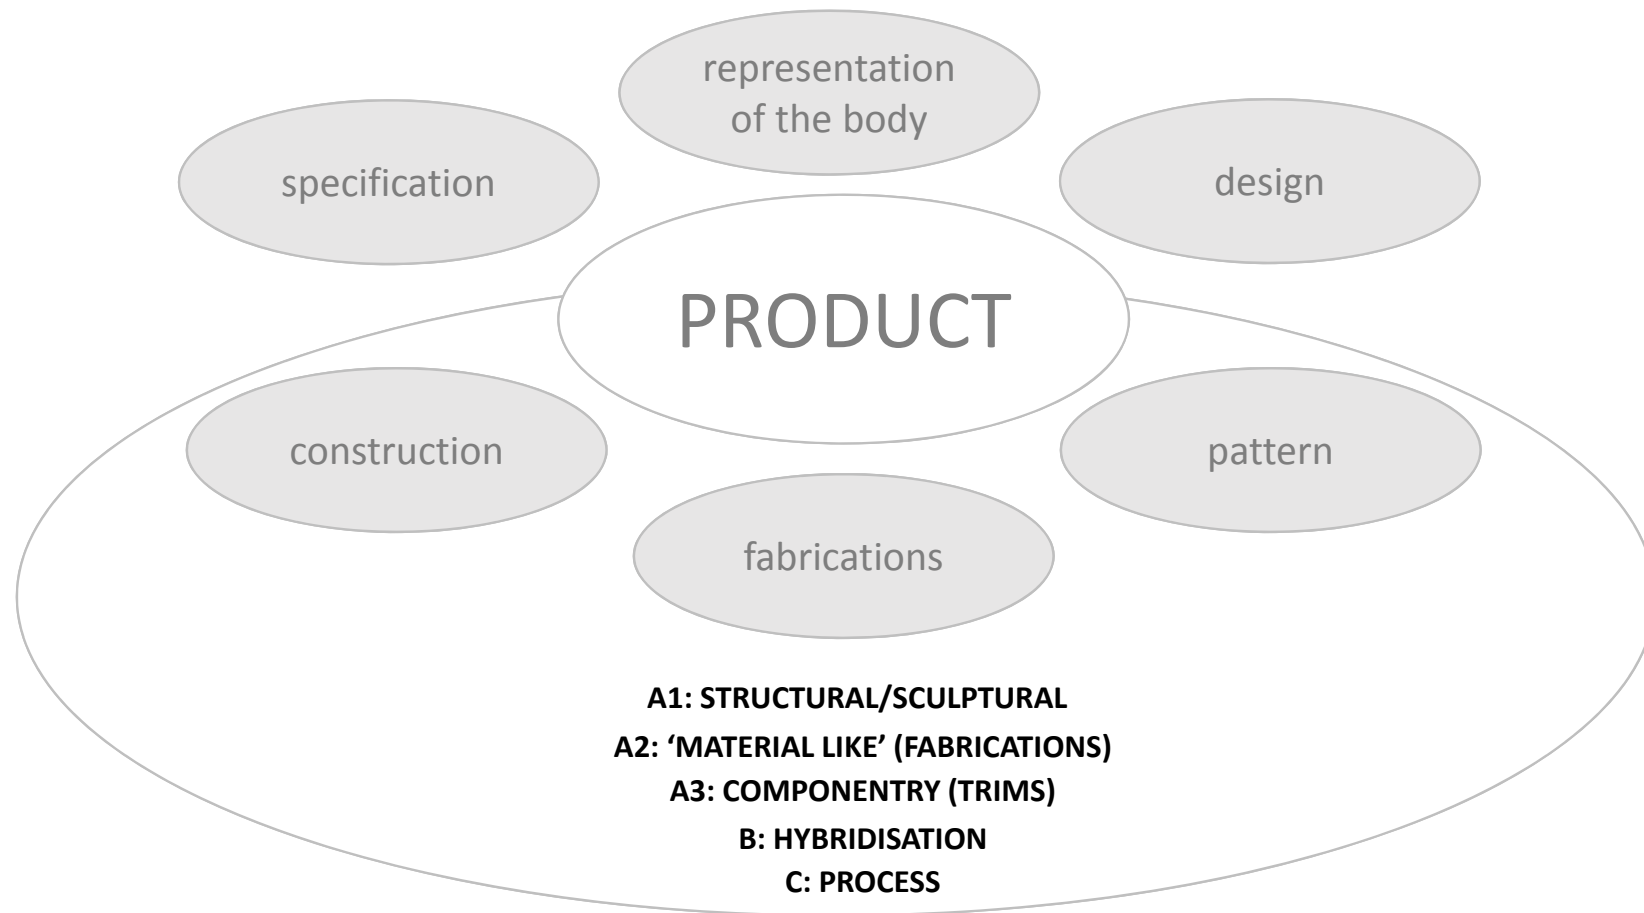 representation
of the body
specification
design
PRODUCT
construction
pattern
fabrications
A1: STRUCTURAL/SCULPTURAL
A2: ‘MATERIAL LIKE’ (FABRICATIONS)
A3: COMPONENTRY (TRIMS)
B: HYBRIDISATION
C: PROCESS